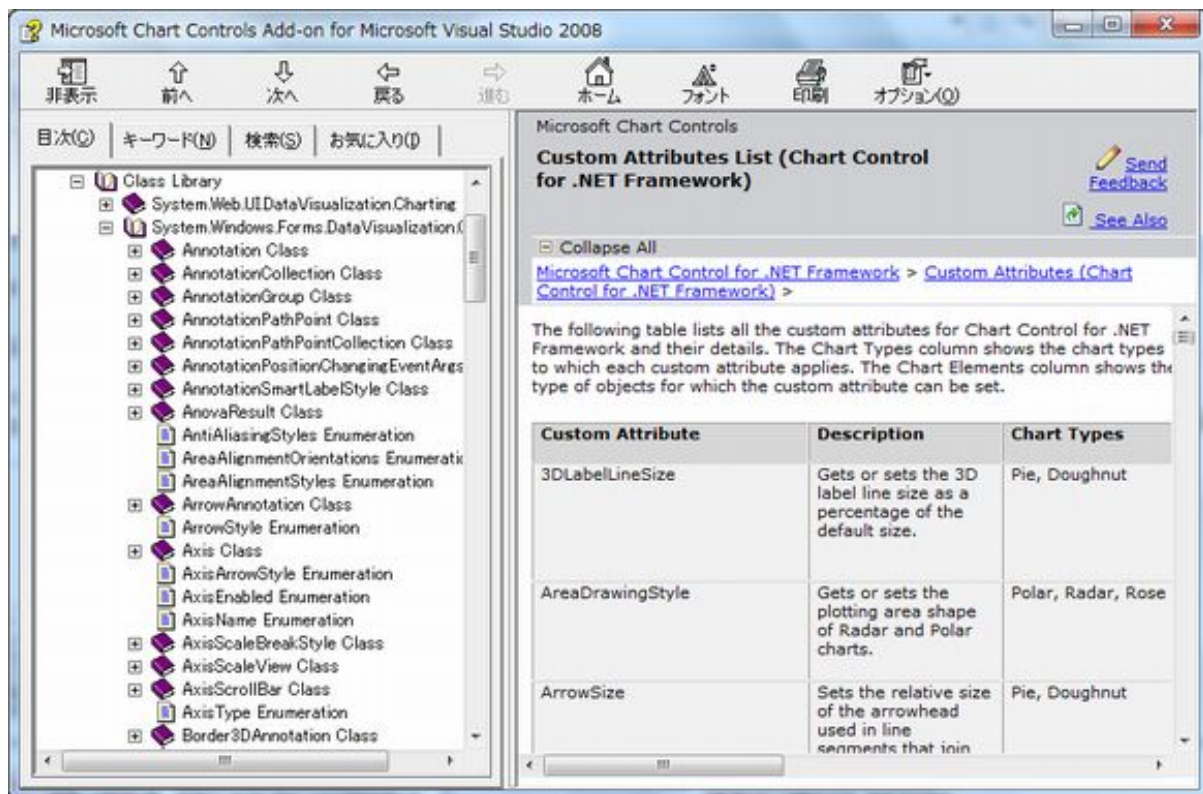 Microsoft Chart Controls Add-on for Microsoft Visual Studio 2008
非表示 前へ 次へ 戻る 進む ホーム フォント 印刷 オプション(O)
目次(C) キーワード(N) 検索(S) お気に入り(I)
Class Library
System.Web.UI.DataVisualization.Charting
System.Windows.Forms.DataVisualization.C
Annotation Class
AnnotationCollection Class
AnnotationGroup Class
AnnotationPathPoint Class
AnnotationPathPointCollection Class
AnnotationPositionChangingEventArgs
AnnotationSmartLabelStyle Class
AnovaResult Class
AntiAliasingStyles Enumeration
AreaAlignmentOrientations Enumeratio
AreaAlignmentStyles Enumeration
ArrowAnnotation Class
ArrowStyle Enumeration
Axis Class
AxisArrowStyle Enumeration
AxisEnabled Enumeration
AxisName Enumeration
AxisScaleBreakStyle Class
AxisScaleView Class
AxisScrollBar Class
AxisType Enumeration
Border3DAnnotation Class
Microsoft Chart Controls
Custom Attributes List (Chart Control
for .NET Framework)
Send
Feedback
See Also
Collapse All
Microsoft Chart Control for .NET Framework > Custom Attributes (Chart
Control for .NET Framework) >
The following table lists all the custom attributes for Chart Control for .NET
Framework and their details. The Chart Types column shows the chart types
to which each custom attribute applies. The Chart Elements column shows the
type of objects for which the custom attribute can be set.
Custom Attribute Description Chart Types
3DLabelLineSize Gets or sets the 3D Pie, Doughnut
label line size as a
percentage of the
default size.
AreaDrawingStyle Gets or sets the Polar, Radar, Rose
plotting area shape
of Radar and Polar
charts.
ArrowSize Sets the relative size Pie, Doughnut
of the arrowhead
used in line
segments that join